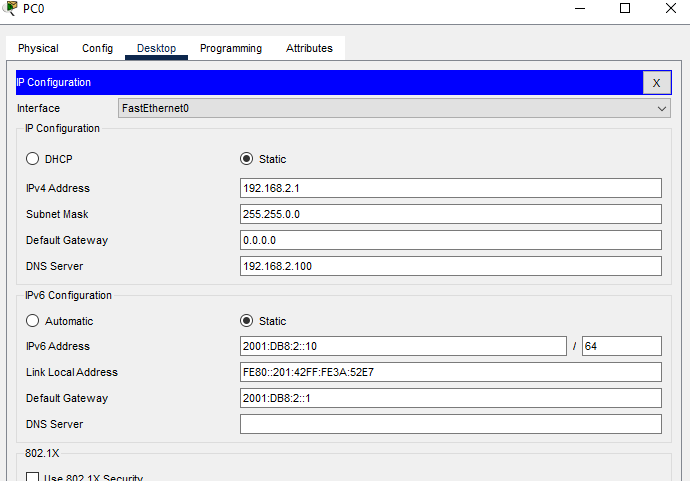 PC0
Physical Config Desktop Programming Attributes
IP Configuration X
Interface FastEthernet0
IP Configuration
DHCP Static
IPv4 Address 192.168.2.1
Subnet Mask 255.255.0.0
Default Gateway 0.0.0.0
DNS Server 192.168.2.100
IPv6 Configuration
Automatic Static
IPv6 Address 2001:DB8:2::10 / 64
Link Local Address FE80::201:42FF:FE3A:52E7
Default Gateway 2001:DB8:2::1
DNS Server
802.1X
Use 802.1X Security